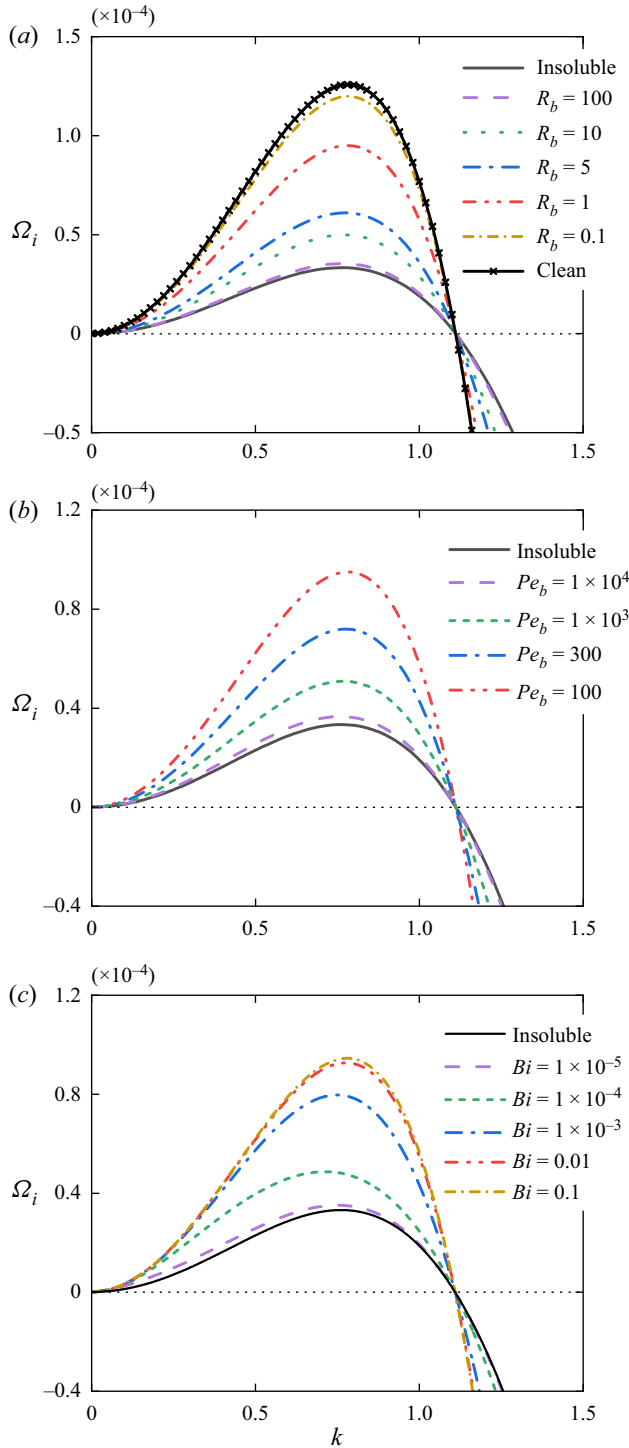 (×10⁻⁴)
(a)
1.5
1.0
0.5
0
−0.5
Ωᵢ
Insoluble
R_b = 100
R_b = 10
R_b = 5
R_b = 1
R_b = 0.1
Clean
0
0.5
1.0
1.5
(×10⁻⁴)
(b)
1.2
0.8
0.4
0
−0.4
Ωᵢ
Insoluble
Pe_b = 1 × 10⁴
Pe_b = 1 × 10³
Pe_b = 300
Pe_b = 100
0
0.5
1.0
1.5
(×10⁻⁴)
(c)
1.2
0.8
0.4
0
−0.4
Ωᵢ
Insoluble
Bi = 1 × 10⁻⁵
Bi = 1 × 10⁻⁴
Bi = 1 × 10⁻³
Bi = 0.01
Bi = 0.1
0
0.5
1.0
1.5
k